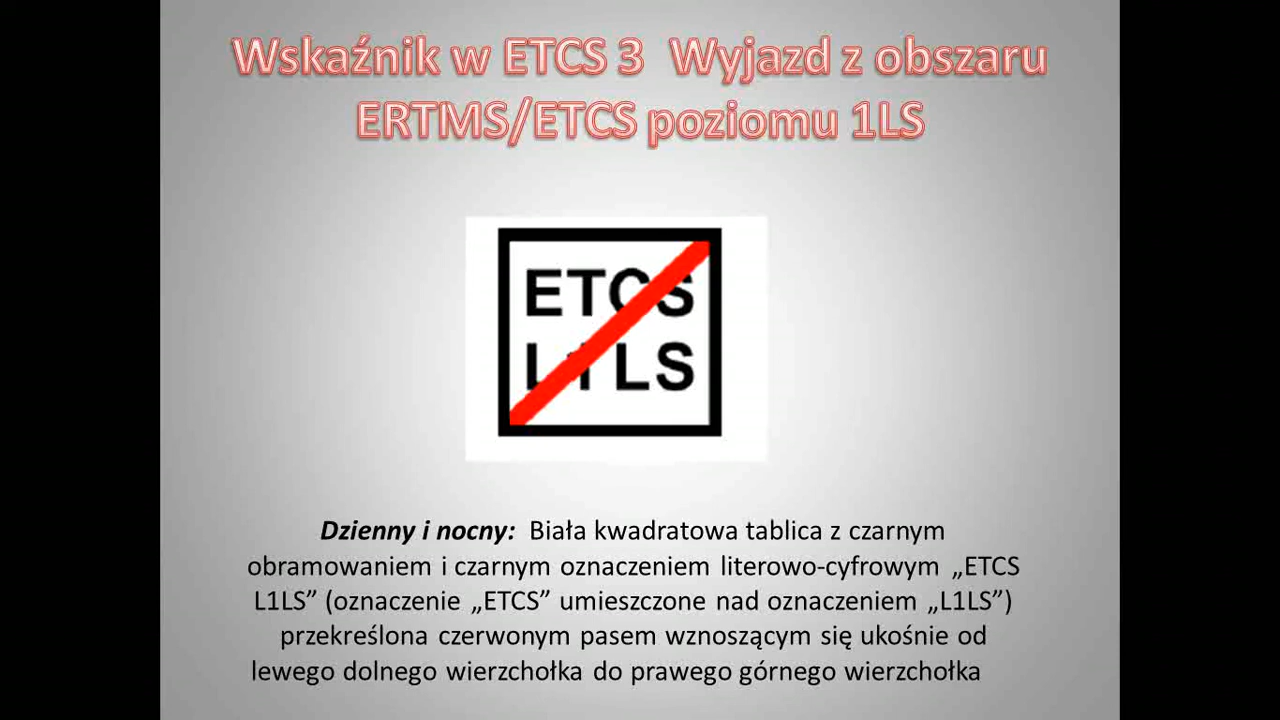 Wskaźnik w ETCS 3 Wyjazd z obszaru
ERTMS/ETCS poziomu 1LS
ETCS
L1LS
Dzienny i nocny: Biała kwadratowa tablica z czarnym
obramowaniem i czarnym oznaczeniem literowo-cyfrowym „ETCS
L1LS” (oznaczenie „ETCS” umieszczone nad oznaczeniem „L1LS”)
przekreślona czerwonym pasem wznoszącym się ukośnie od
lewego dolnego wierzchołka do prawego górnego wierzchołka